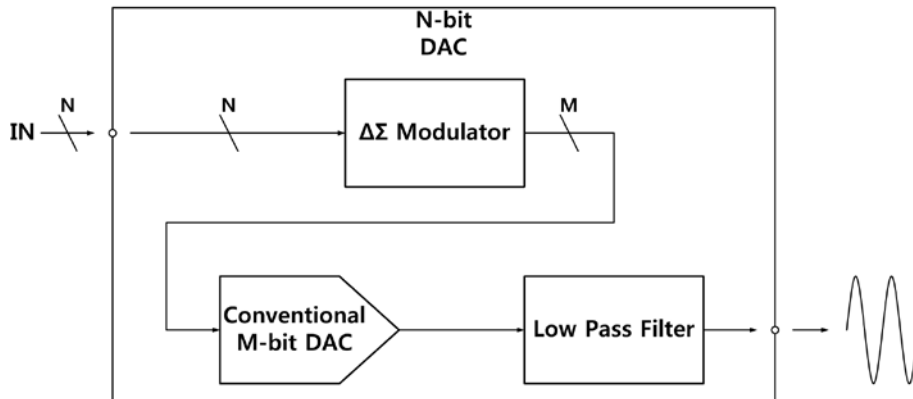 N-bit
DAC
IN
N
N
ΔΣ Modulator
M
Conventional
M-bit DAC
Low Pass Filter